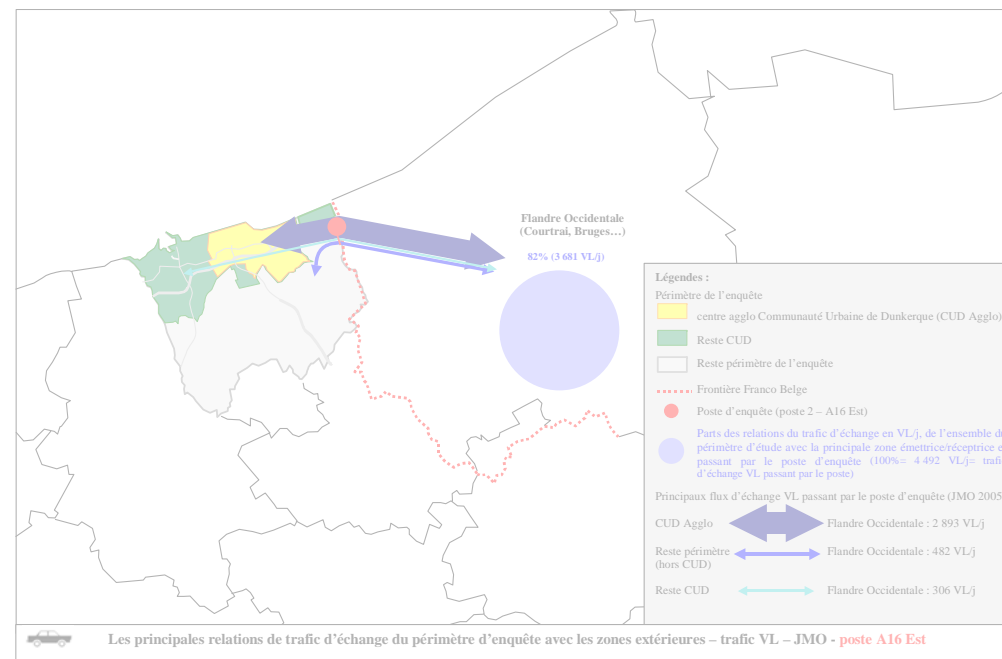 Flandre Occidentale
(Courtrai, Bruges…)
82% (3 681 VL/j)
Légendes :
Périmètre de l’enquête
centre agglo Communauté Urbaine de Dunkerque (CUD Agglo)
Reste CUD
Reste périmètre de l’enquête
Frontière Franco Belge
Poste d’enquête (poste 2 – A16 Est)
Parts des relations du trafic d’échange en VL/j, de l’ensemble du
périmètre d’étude avec la principale zone émettrice/réceptrice et
passant par le poste d’enquête (100%= 4 492 VL/j= trafic
d’échange VL passant par le poste)
Principaux flux d’échange VL passant par le poste d’enquête (JMO 2005)
CUD Agglo Flandre Occidentale : 2 893 VL/j
Reste périmètre Flandre Occidentale : 482 VL/j
(hors CUD)
Reste CUD Flandre Occidentale : 306 VL/j
Les principales relations de trafic d’échange du périmètre d’enquête avec les zones extérieures – trafic VL – JMO - poste A16 Est